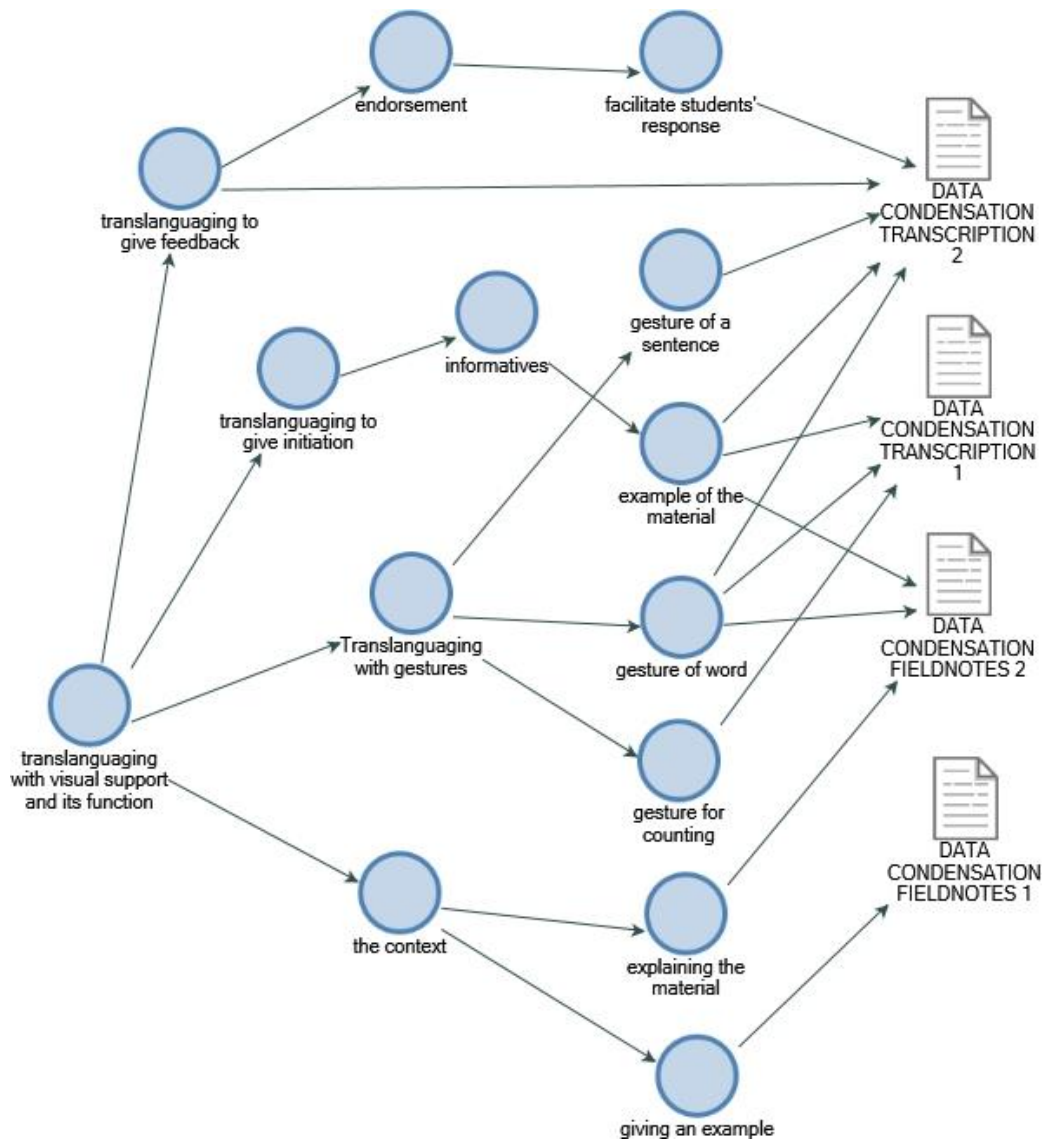 endorsement
facilitate students'
response
DATA
CONDENSATION
TRANSCRIPTION
2
translanguaging to
give feedback
gesture of a
sentence
informatives
translanguaging to
give initiation
DATA
CONDENSATION
TRANSCRIPTION
1
example of the
material
Translanguaging
with gestures
gesture of word
DATA
CONDENSATION
FIELDNOTES 2
translanguaging
with visual support
and its function
gesture for
counting
DATA
CONDENSATION
FIELDNOTES 1
the context
explaining the
material
giving an example